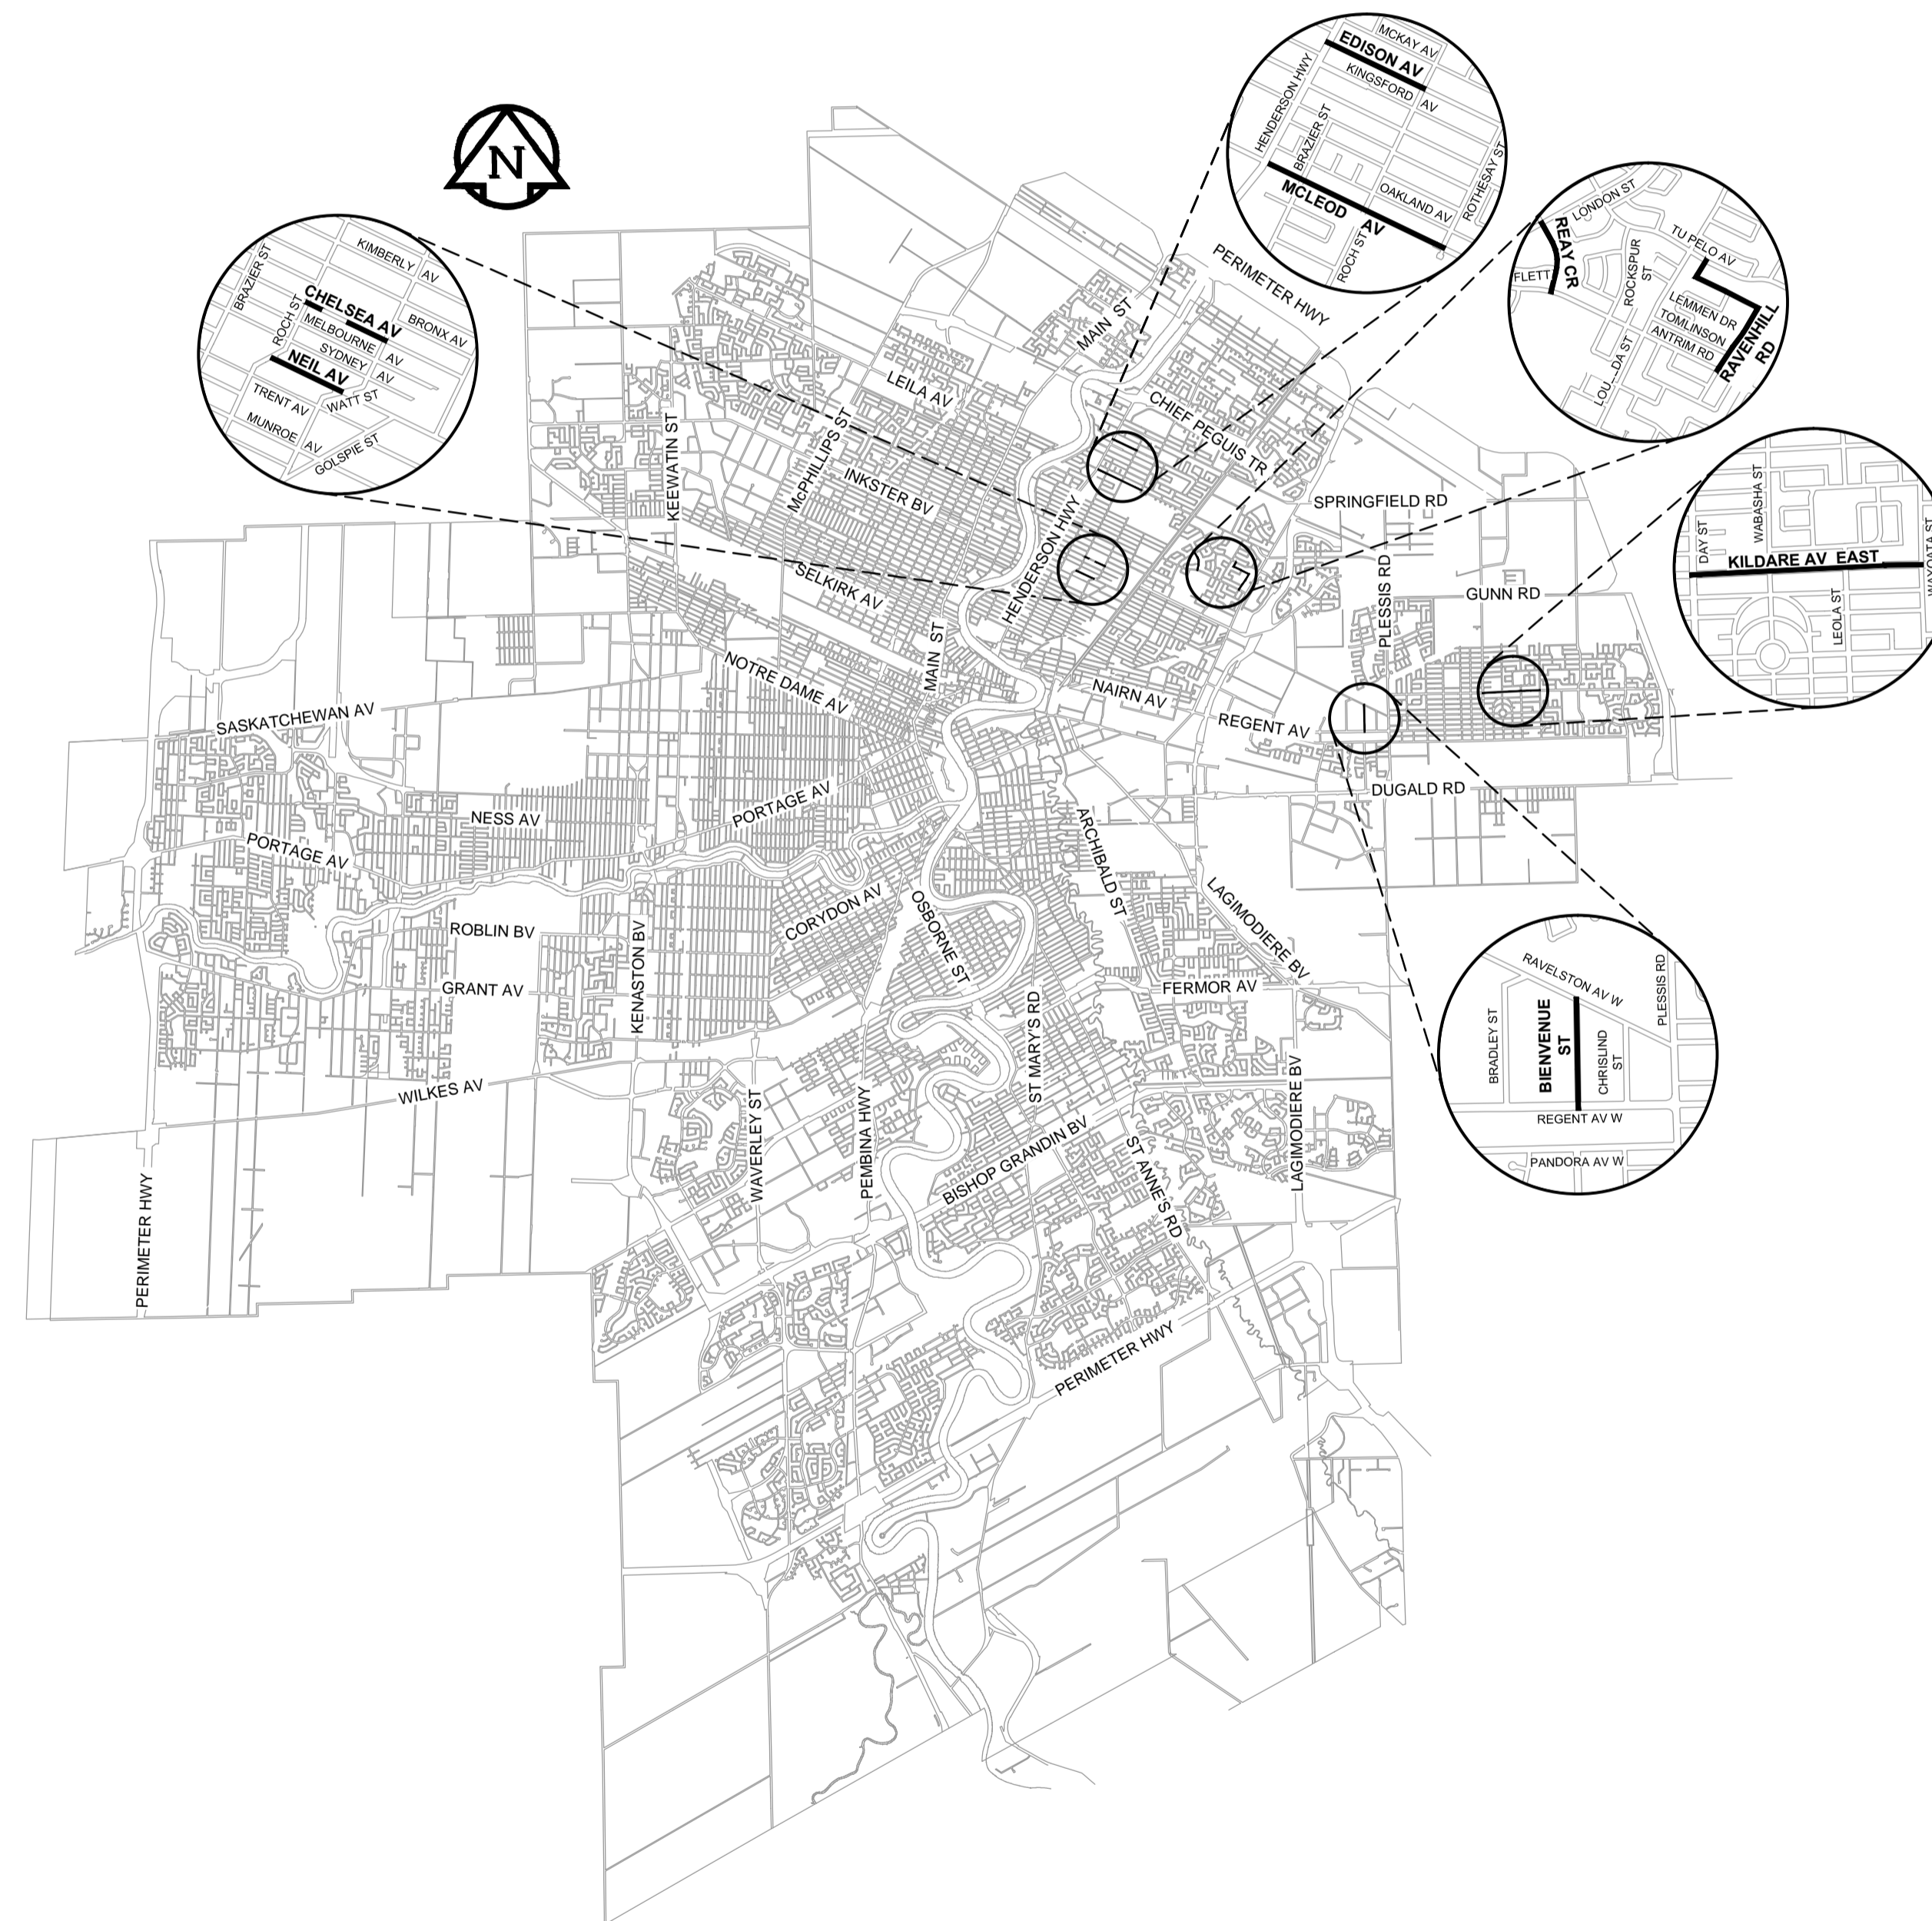 N
MCKAY AV
EDISON AV
KINGSFORD AV
HENDERSON HWY
BRAZIER ST
ROTHESAY ST
OAKLAND AV
MCLEOD AV
ROCH ST
LONDON ST
REAY CR
FLETT
ROCKSPUR
ST
TU PELO AV
LEMMEN DR
TOMLINSON
ANTRIM RD
RAVENHILL
RD
KIMBERLY AV
BRAZIER ST
CHELSEA AV
ROCH ST
MELBOURNE AV
BRONX AV
SYDNEY AV
NEIL AV
TRENT AV
WATT ST
MUNROE AV
GOLSPIE ST
DAY ST
WABASHA ST
KILDARE AV EAST
LEOLA ST
RAVELSTON AV W
PLESSIS RD
BRADLEY ST
BIENVENUE
ST
CHRISLIND
ST
REGENT AV W
PANDORA AV W
PERIMETER HWY
MAIN ST
LEILA AV
CHIEF PEGUIS TR
KEEWATIN ST
McPHILLIPS ST
INKSTER BV
SPRINGFIELD RD
HENDERSON HWY
PLESSIS RD
SELKIRK AV
GUNN RD
MAIN ST
NOTRE DAME AV
NAIRN AV
SASKATCHEWAN AV
REGENT AV
DUGALD RD
PORTAGE AV
NESS AV
PORTAGE AV
ARCHIBALD ST
LAGIMODIERE BV
CORYDON AV
OSBORNE ST
ROBLIN BV
KENASTON BV
GRANT AV
FERMOR AV
ST MARY'S RD
WILKES AV
WAVERLEY ST
PEMBINA HWY
LAGIMODIERE BV
BISHOP GRANDIN BV
ST ANNE'S RD
PERIMETER HWY
PERIMETER HWY